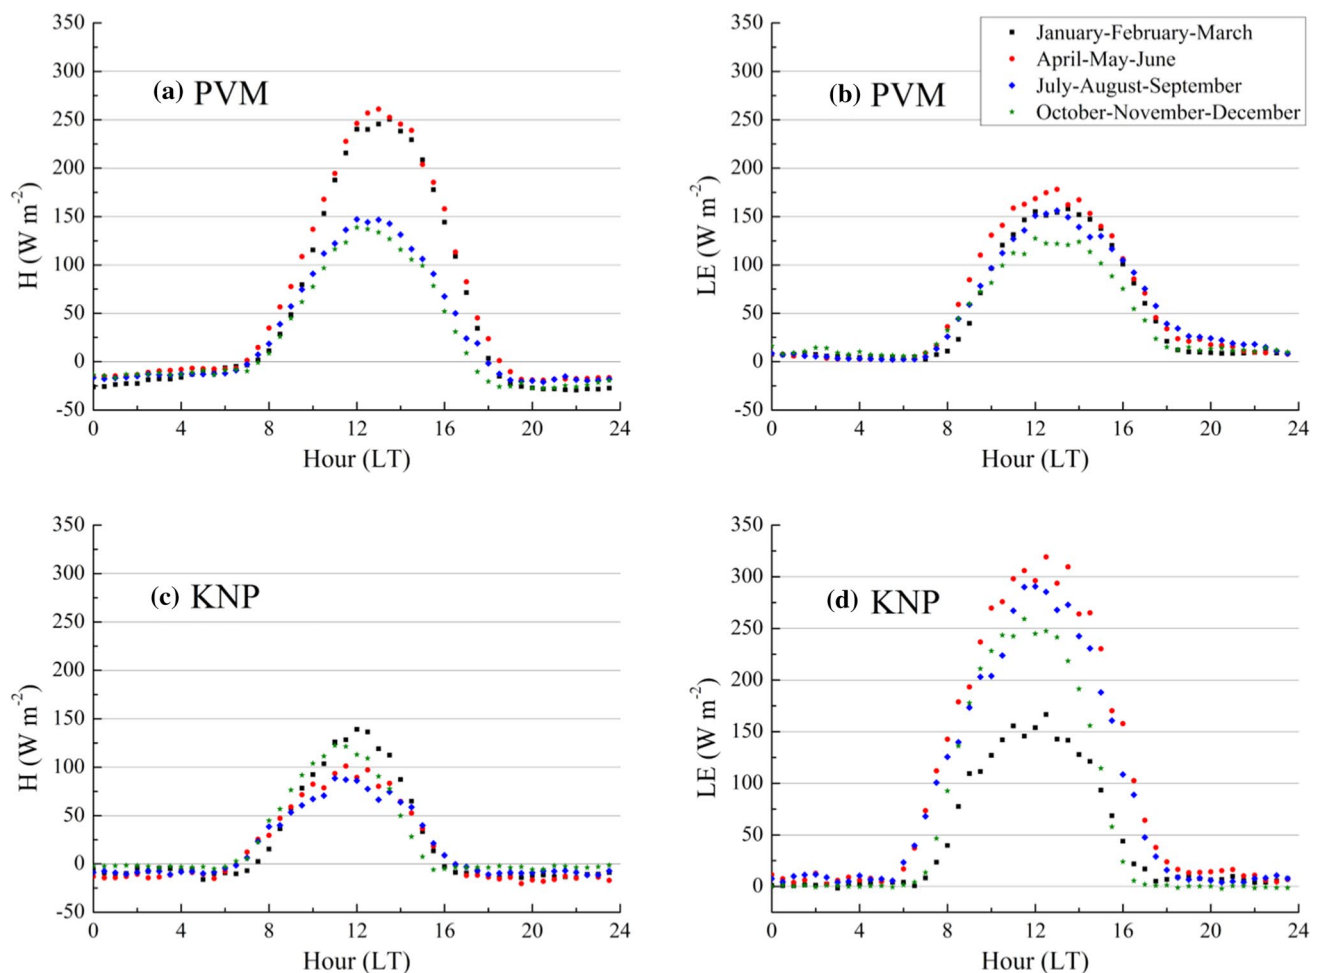 (a) PVM
H (W m-2)
350
300
250
200
150
100
50
0
-50
0 4 8 12 16 20 24
Hour (LT)
(b) PVM
January-February-March
April-May-June
July-August-September
October-November-December
LE (W m-2)
350
300
250
200
150
100
50
0
-50
0 4 8 12 16 20 24
Hour (LT)
(c) KNP
H (W m-2)
350
300
250
200
150
100
50
0
-50
0 4 8 12 16 20 24
Hour (LT)
(d) KNP
LE (W m-2)
350
300
250
200
150
100
50
0
0 4 8 12 16 20 24
Hour (LT)